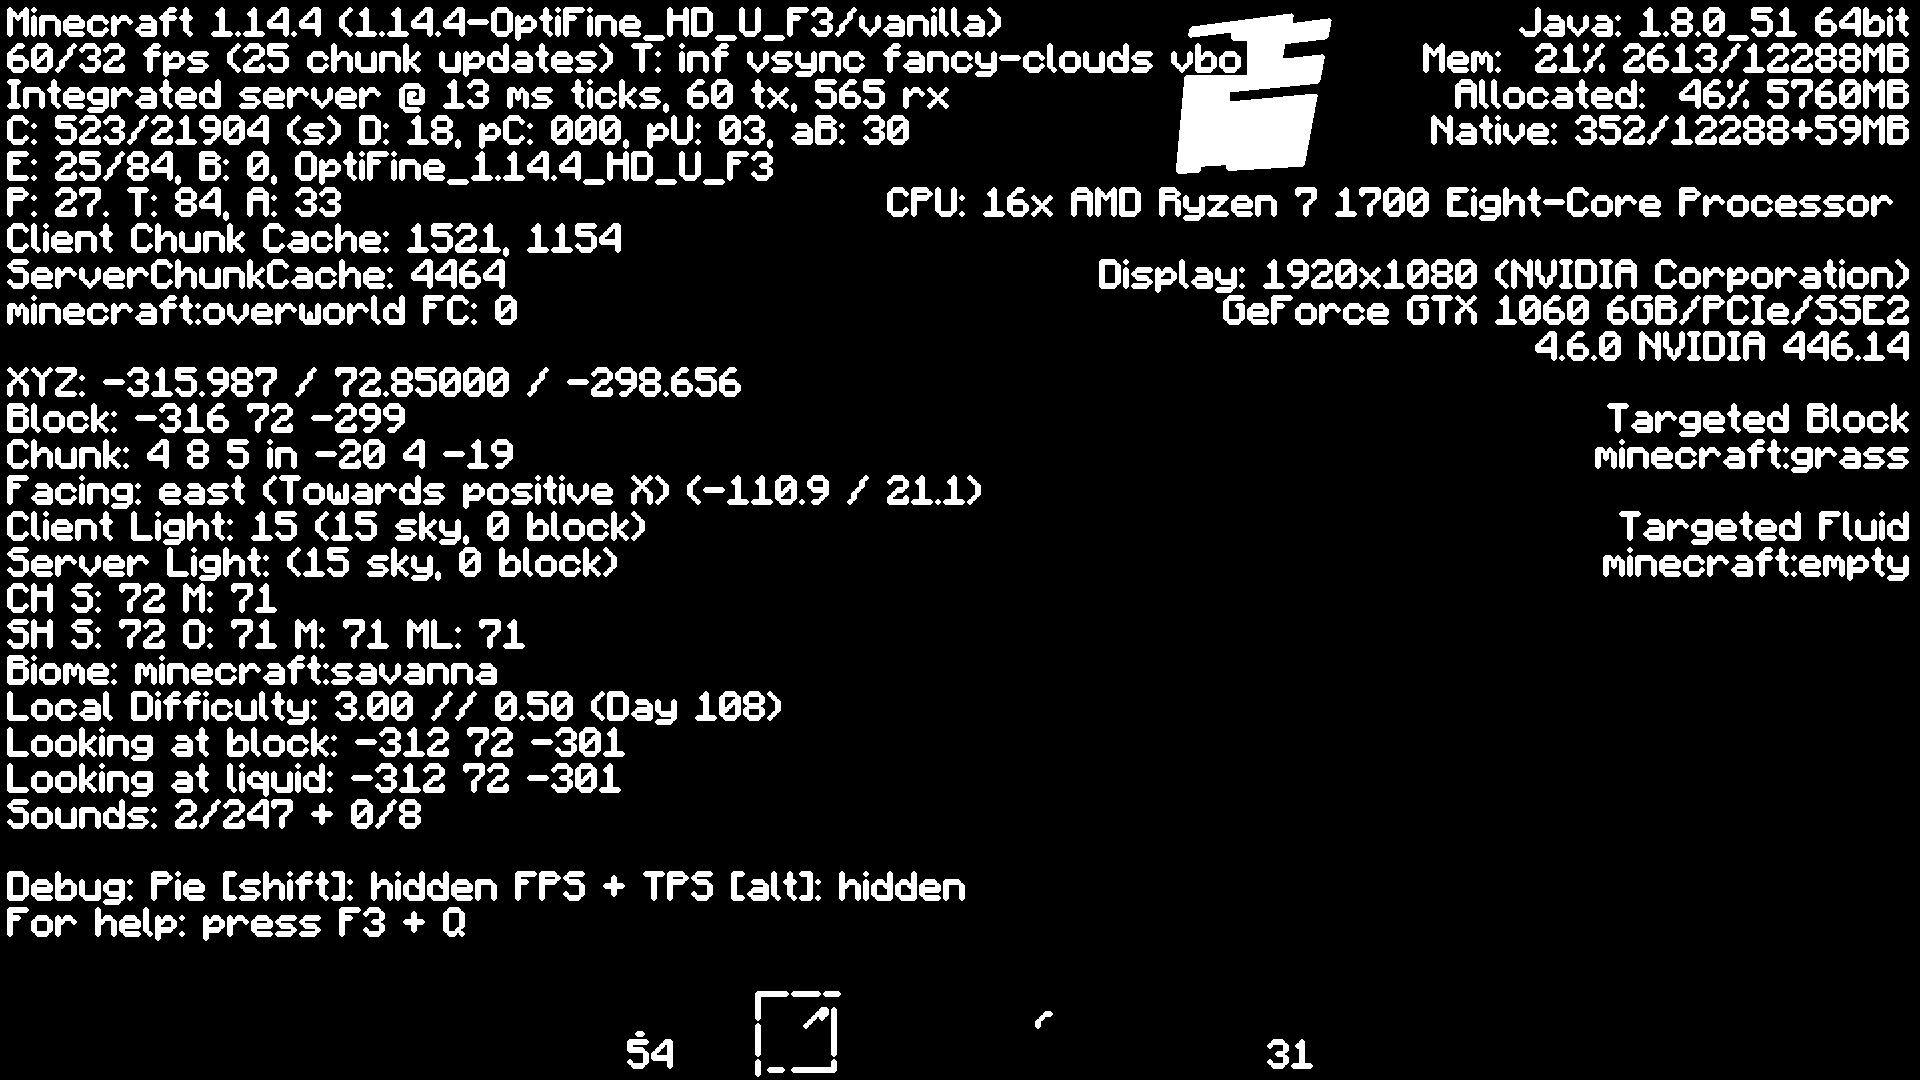 Minecraft 1.14.4 (1.14.4-OptiFine_HD_U_F3/vanilla)
60/32 fps (25 chunk updates) T: inf vsync fancy-clouds vbo
Integrated server @ 13 ms ticks, 60 tx, 565 rx
C: 523/21904 (s) D: 18, pC: 000, pU: 03, aB: 30
E: 25/84, B: 0, OptiFine_1.14.4_HD_U_F3
P: 27. T: 84, A: 33
Client Chunk Cache: 1521, 1154
ServerChunkCache: 4464
minecraft:overworld FC: 0
XYZ: -315.987 / 72.85000 / -298.656
Block: -316 72 -299
Chunk: 4 8 5 in -20 4 -19
Facing: east (Towards positive X) (-110.9 / 21.1)
Client Light: 15 (15 sky, 0 block)
Server Light: (15 sky, 0 block)
CH S: 72 M: 71
SH S: 72 O: 71 M: 71 ML: 71
Biome: minecraft:savanna
Local Difficulty: 3.00 // 0.50 (Day 108)
Looking at block: -312 72 -301
Looking at liquid: -312 72 -301
Sounds: 2/247 + 0/8
Debug: Pie [shift]: hidden FPS + TPS [alt]: hidden
For help: press F3 + Q
Java: 1.8.0_51 64bit
Mem: 21% 2613/12288MB
Allocated: 46% 5760MB
Native: 352/12288+59MB
CPU: 16x AMD Ryzen 7 1700 Eight-Core Processor
Display: 1920x1080 (NVIDIA Corporation)
GeForce GTX 1060 6GB/PCIe/SSE2
4.6.0 NVIDIA 446.14
Targeted Block
minecraft:grass
Targeted Fluid
minecraft:empty
54
31